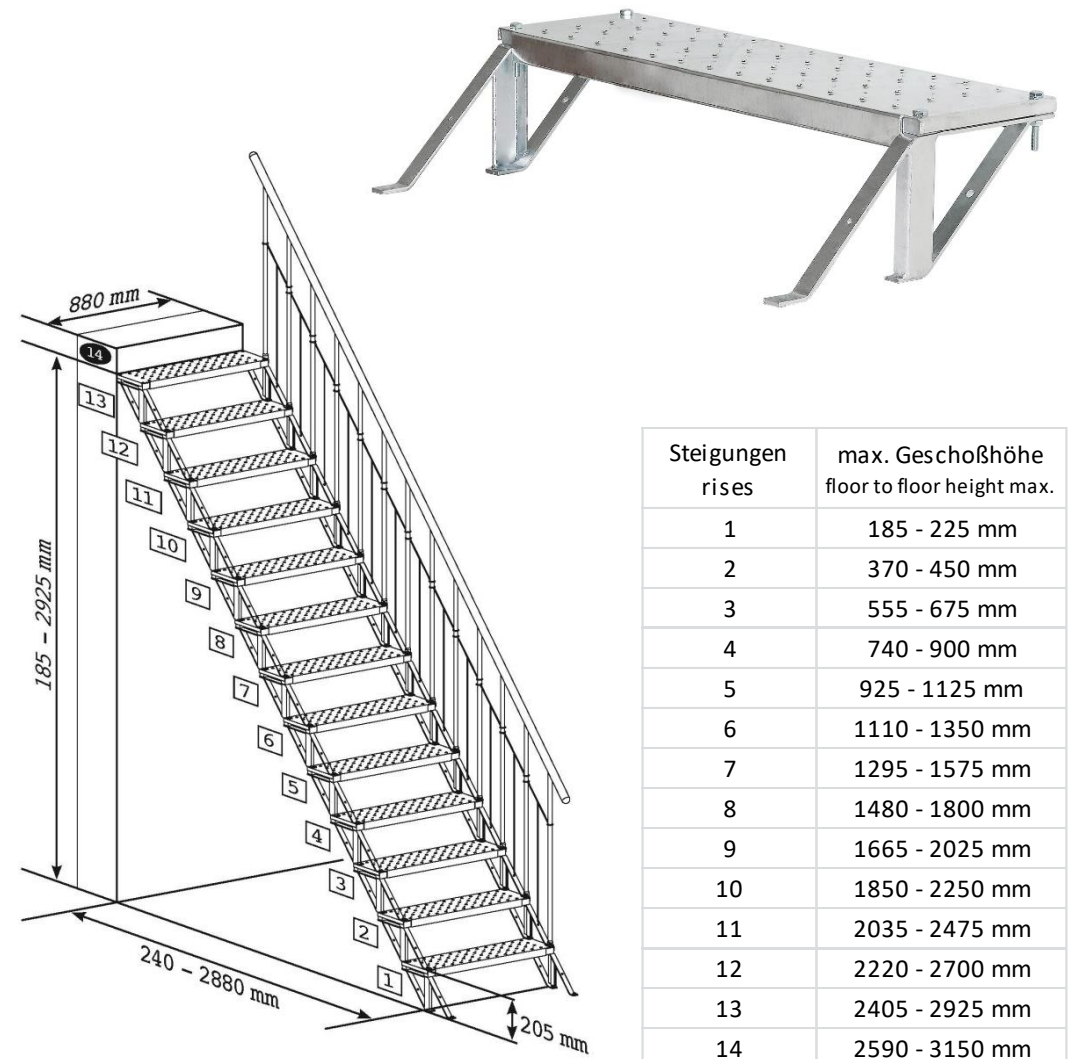 880 mm
14
13
12
11
10
9
8
7
6
5
4
3
2
1
185 – 2925 mm
240 – 2880 mm
205 mm
Steigungen max. Geschoßhöhe
rises floor to floor height max.
1 185 - 225 mm
2 370 - 450 mm
3 555 - 675 mm
4 740 - 900 mm
5 925 - 1125 mm
6 1110 - 1350 mm
7 1295 - 1575 mm
8 1480 - 1800 mm
9 1665 - 2025 mm
10 1850 - 2250 mm
11 2035 - 2475 mm
12 2220 - 2700 mm
13 2405 - 2925 mm
14 2590 - 3150 mm